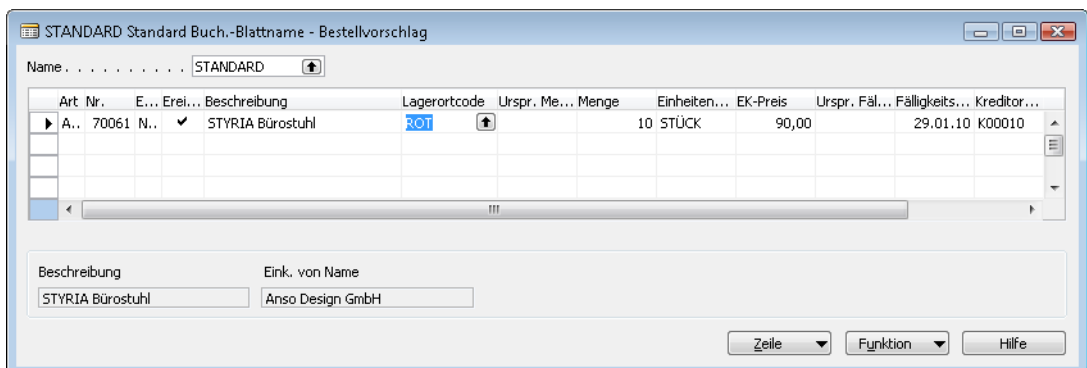 STANDARD Standard Buch.-Blattname - Bestellvorschlag
Name . . . . . . . . . . STANDARD
Art Nr. E... Erei... Beschreibung Lagerortcode Urspr. Me... Menge Einheiten... EK-Preis Urspr. Fäl... Fälligkeits... Kreditor...
A.. 70061 N.. ✔ STYRIA Bürostuhl ROT 10 STÜCK 90,00 29.01.10 K00010
Beschreibung Eink. von Name
STYRIA Bürostuhl Anso Design GmbH
Zeile Funktion Hilfe